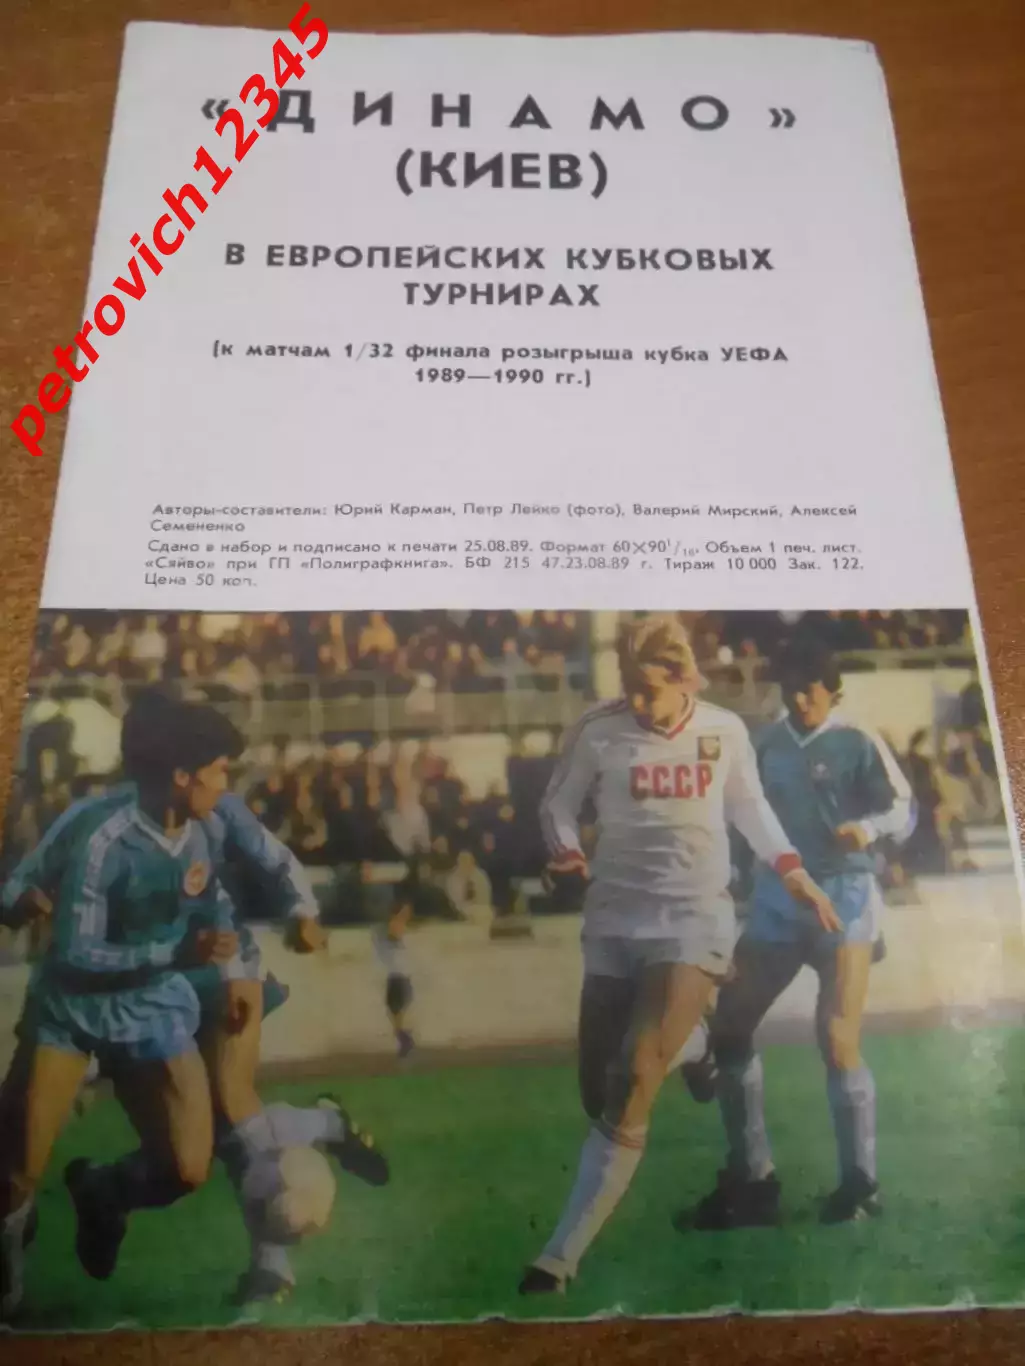 petrovich12345
« Д И Н А М О »
(КИЕВ)
В ЕВРОПЕЙСКИХ КУБКОВЫХ
ТУРНИРАХ
(к матчам 1/32 финала розыгрыша кубка УЕФА
1989—1990 гг.)
Авторы-составители: Юрий Карман, Петр Лейко (фото), Валерий Мирский, Алексей
Семененко
Сдано в набор и подписано к печати 25.08.89. Формат 60×90¹/₁₆. Объем 1 печ. лист.
«Сяйво» при ГП «Полиграфкнига». БФ 215 47.23.08.89 г. Тираж 10 000 Зак. 122.
Цена 50 коп.
СССР